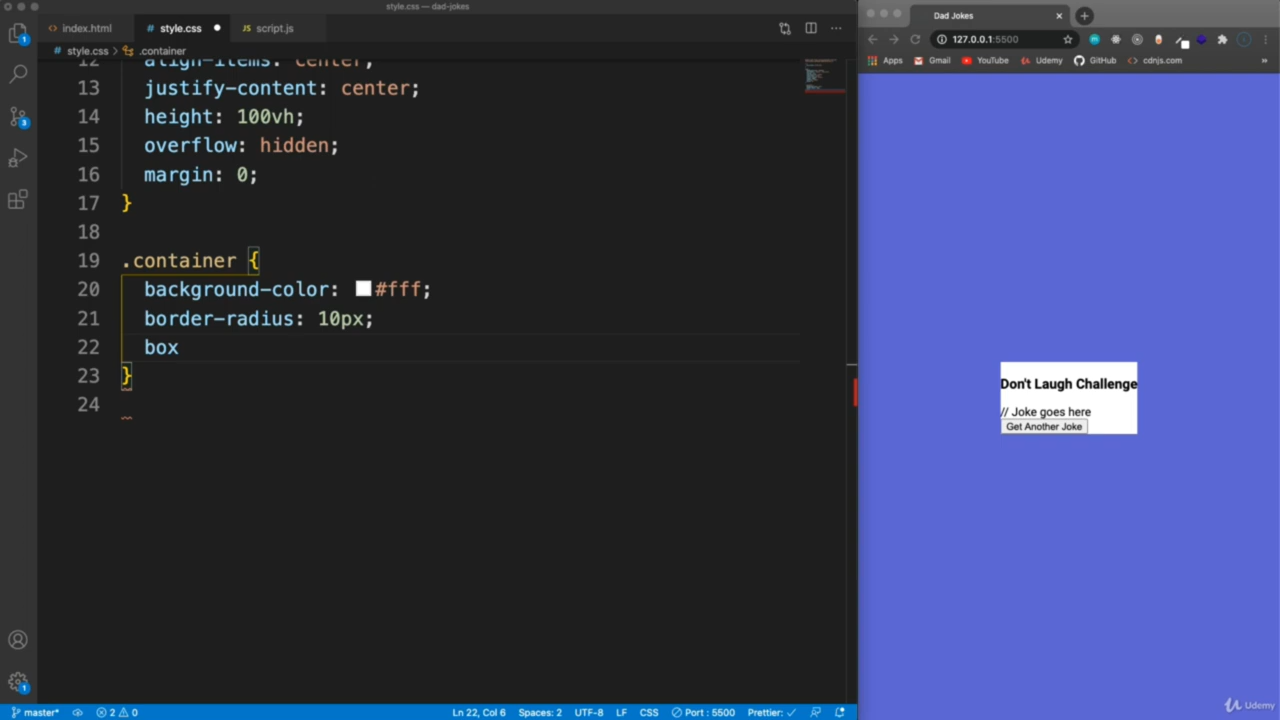 style.css — dad-jokes
index.html
style.css
script.js
style.css > .container
12 align-items: center;
13 justify-content: center;
14 height: 100vh;
15 overflow: hidden;
16 margin: 0;
17 }
18
19 .container {
20 background-color: #fff;
21 border-radius: 10px;
22 box
23 }
24
master* 2 0 Ln 22, Col 6 Spaces: 2 UTF-8 LF CSS Port : 5500 Prettier:
1
3
1
Dad Jokes
127.0.0.1:5500
Apps Gmail YouTube Udemy GitHub cdnjs.com »
Don't Laugh Challenge
// Joke goes here
Get Another Joke
Udemy